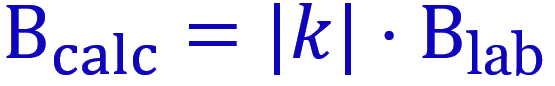 B_calc = |k| · B_lab